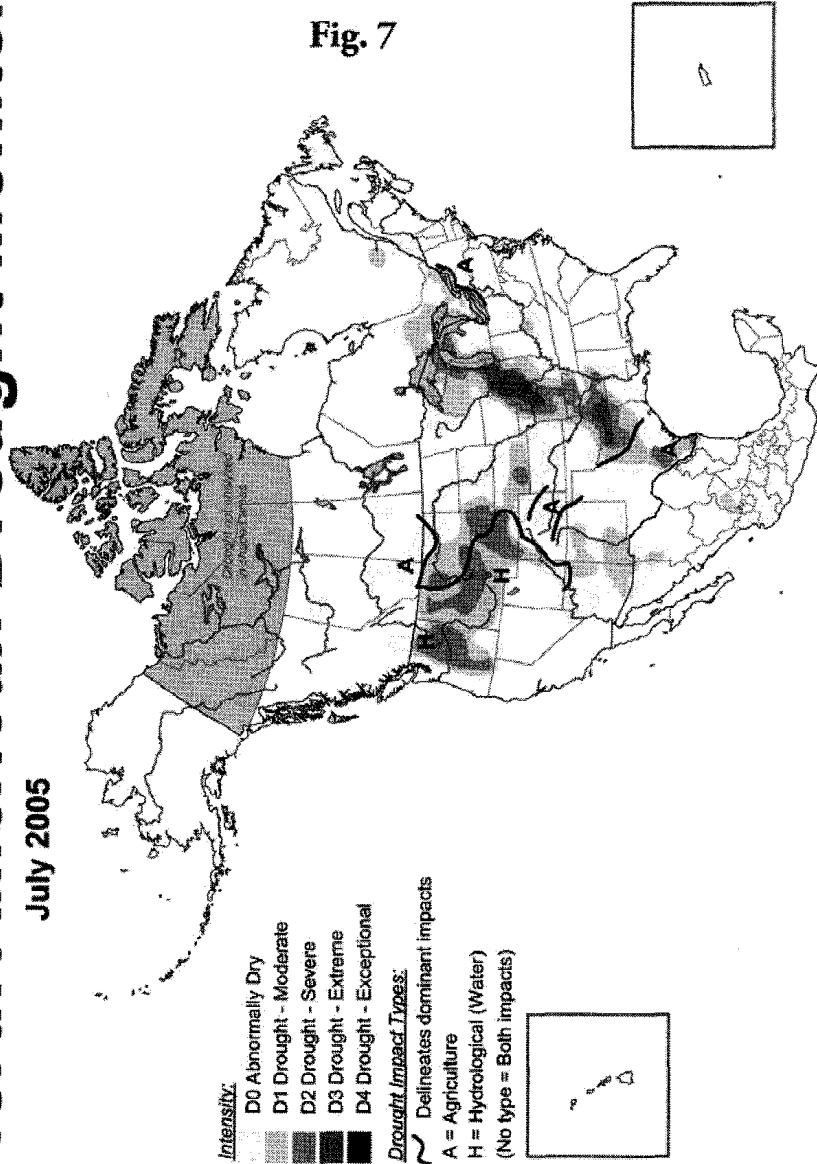 Fig. 7
July 2005
Intensity:
D0 Abnormally Dry
D1 Drought - Moderate
D2 Drought - Severe
D3 Drought - Extreme
D4 Drought - Exceptional
Drought Impact Types:
Delineates dominant impacts
A = Agriculture
H = Hydrological (Water)
(No type = Both impacts)
A
H
H
A
A
A